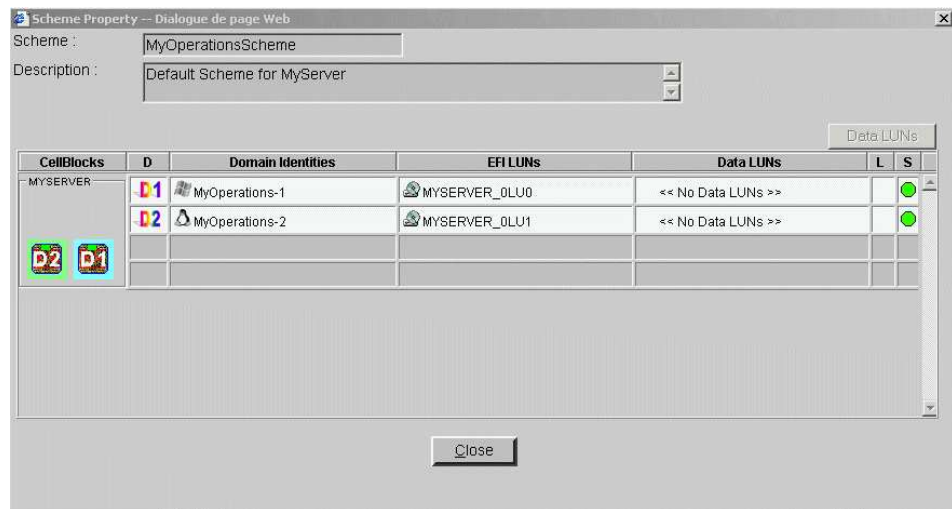 Scheme Property -- Dialogue de page Web
Scheme :
MyOperationsScheme
Description :
Default Scheme for MyServer
Data LUNs
CellBlocks D Domain Identities EFI LUNs Data LUNs L S
MYSERVER
D1 MyOperations-1 MYSERVER_0LU0 << No Data LUNs >>
D2 MyOperations-2 MYSERVER_0LU1 << No Data LUNs >>
D2 D1
Close